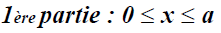 1ère partie : 0 ≤ x ≤ a